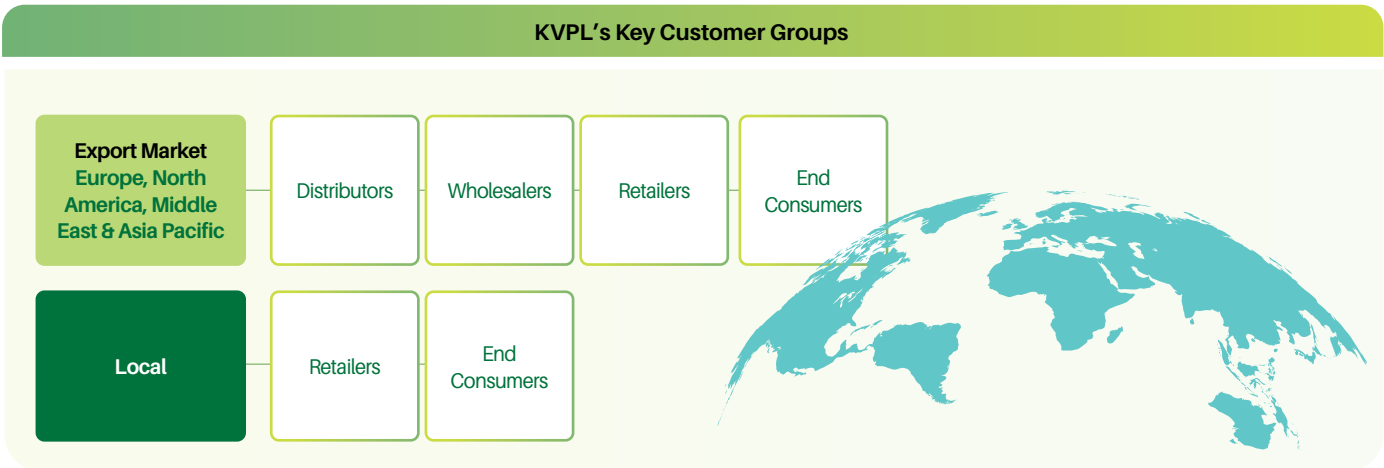 KVPL’s Key Customer Groups
Export Market
Europe, North
America, Middle
East & Asia Pacific
Distributors
Wholesalers
Retailers
End
Consumers
Local
Retailers
End
Consumers